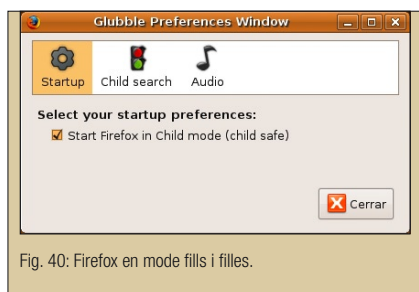 Glubble Preferences Window
Startup Child search Audio
Select your startup preferences:
Start Firefox in Child mode (child safe)
Cerrar
Fig. 40: Firefox en mode fills i filles.